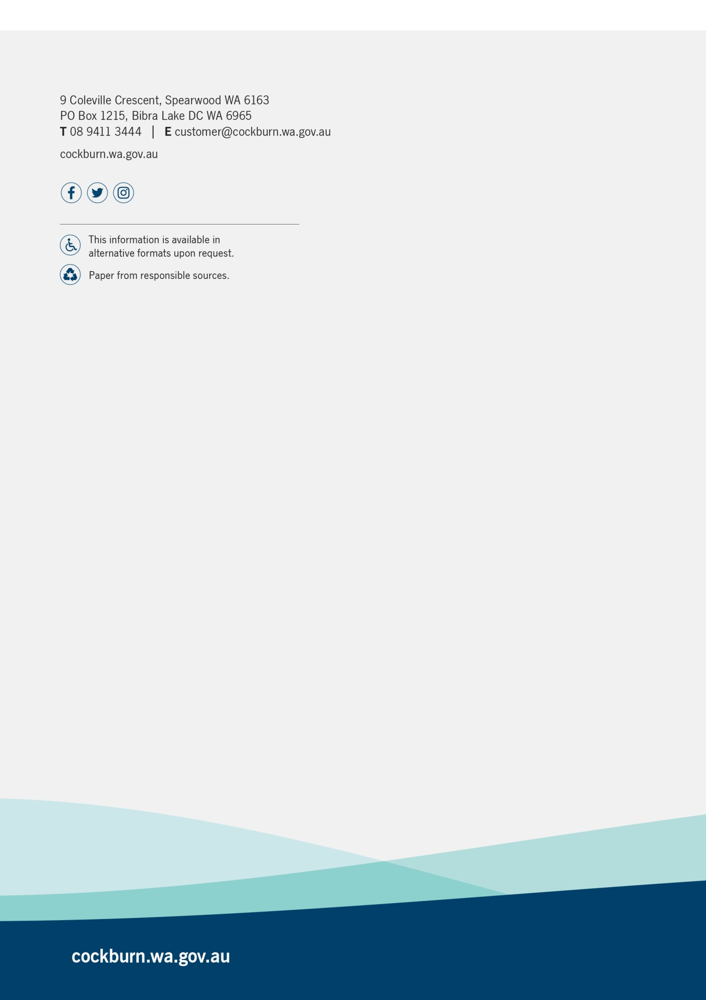 9 Coleville Crescent, Spearwood WA 6163
PO Box 1215, Bibra Lake DC WA 6965
T 08 9411 3444 | E customer@cockburn.wa.gov.au
cockburn.wa.gov.au
This information is available in
alternative formats upon request.
Paper from responsible sources.
cockburn.wa.gov.au